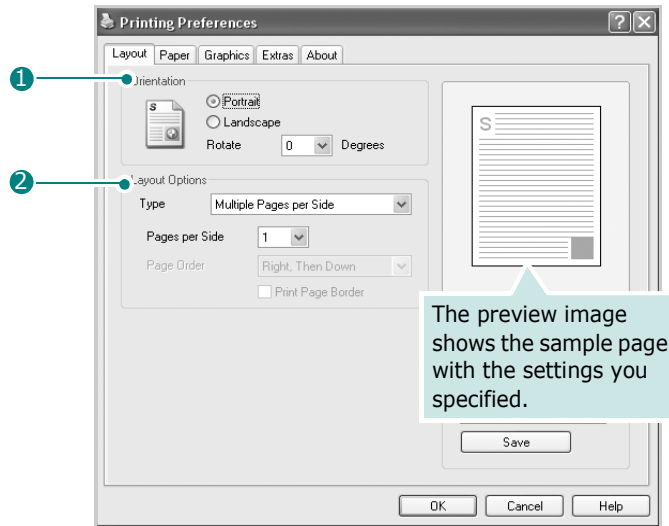 Printing Preferences
Layout Paper Graphics Extras About
1
Orientation
S
Portrait
Landscape
Rotate 0 Degrees
2
Layout Options
Type Multiple Pages per Side
Pages per Side 1
Page Order Right, Then Down
Print Page Border
S
The preview image
shows the sample page
with the settings you
specified.
Save
OK Cancel Help